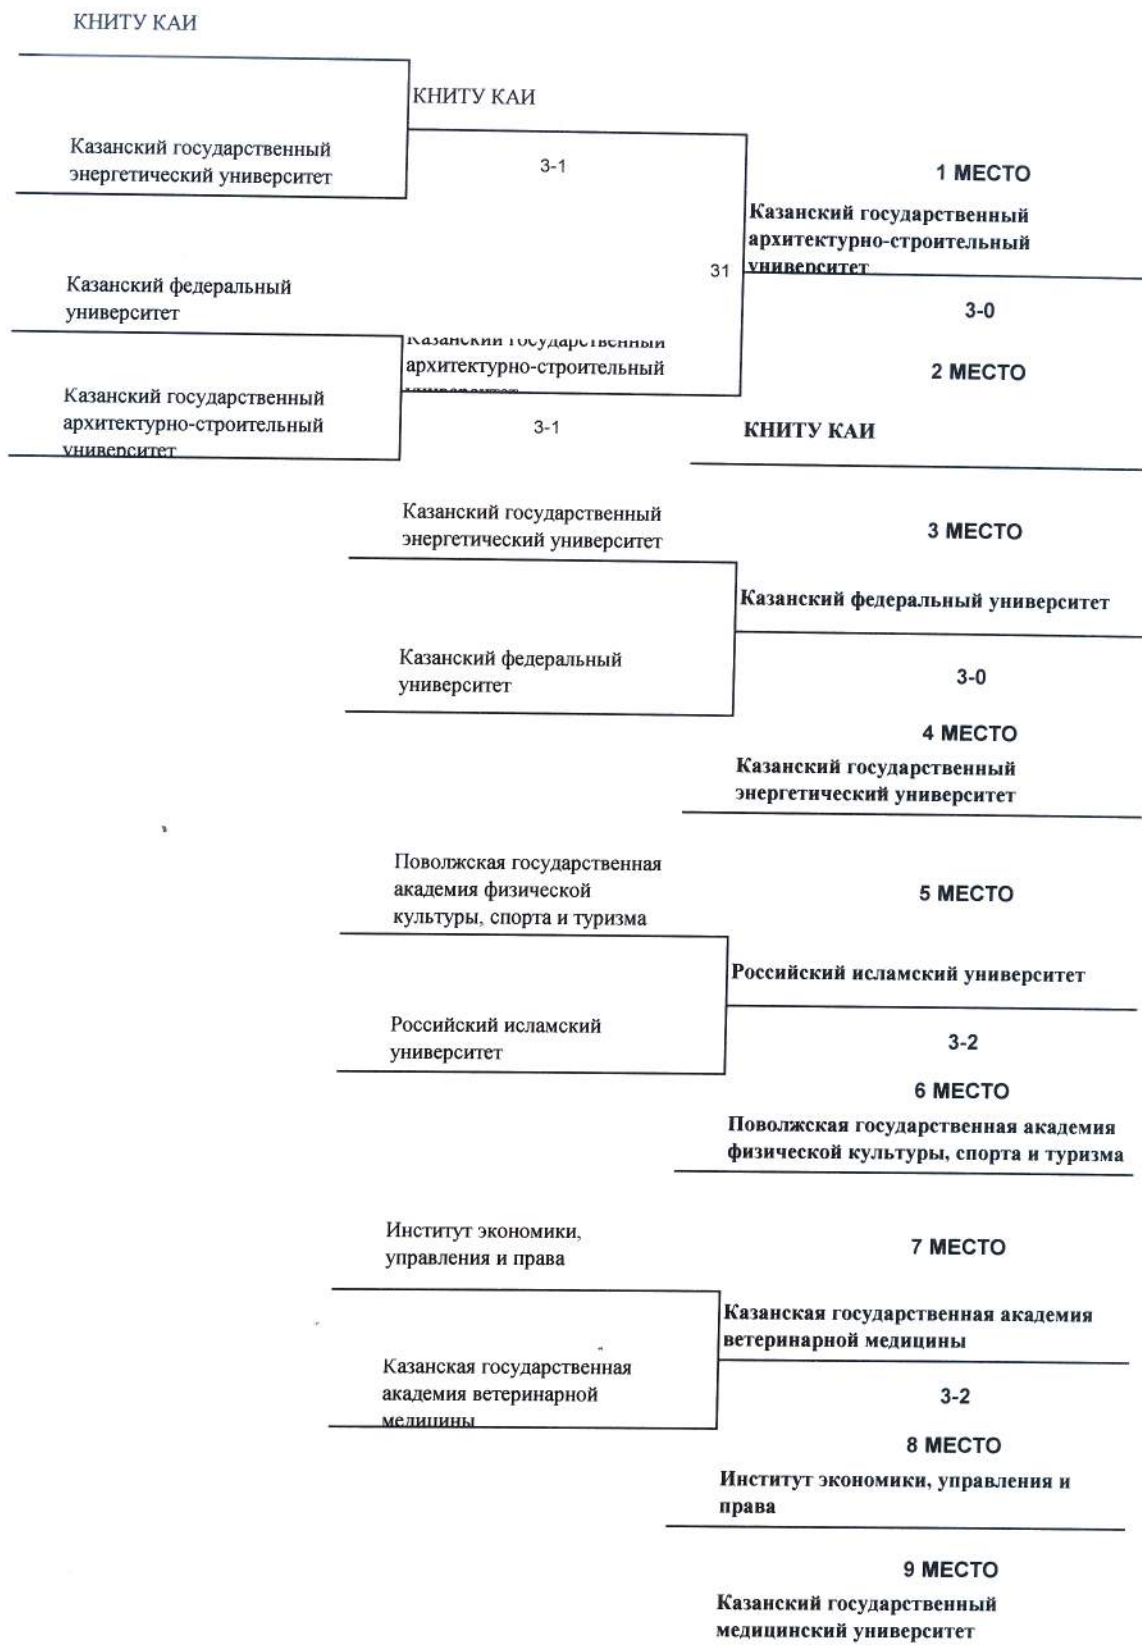 КНИТУ КАИ
КНИТУ КАИ
Казанский государственный
энергетический университет
3-1
1 МЕСТО
Казанский государственный
архитектурно-строительный
университет
31
Казанский федеральный
университет
3-0
Казанский государственный
архитектурно-строительный
университет
2 МЕСТО
Казанский государственный
архитектурно-строительный
университет
3-1
КНИТУ КАИ
Казанский государственный
энергетический университет
3 МЕСТО
Казанский федеральный университет
Казанский федеральный
университет
3-0
4 МЕСТО
Казанский государственный
энергетический университет
Поволжская государственная
академия физической
культуры, спорта и туризма
5 МЕСТО
Российский исламский университет
Российский исламский
университет
3-2
6 МЕСТО
Поволжская государственная академия
физической культуры, спорта и туризма
Институт экономики,
управления и права
7 МЕСТО
Казанская государственная академия
ветеринарной медицины
Казанская государственная
академия ветеринарной
медицины
3-2
8 МЕСТО
Институт экономики, управления и
права
9 МЕСТО
Казанский государственный
медицинский университет